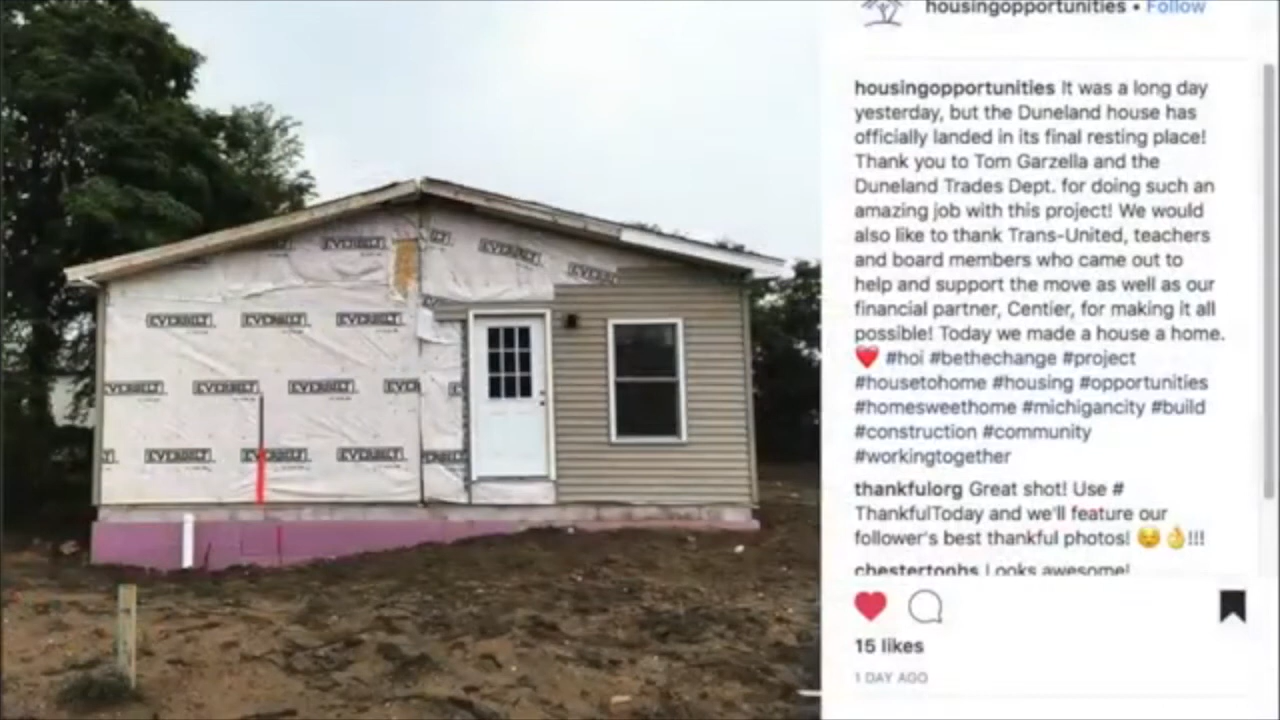 housingopportunities • Follow
housingopportunities It was a long day
yesterday, but the Duneland house has
officially landed in its final resting place!
Thank you to Tom Garzella and the
Duneland Trades Dept. for doing such an
amazing job with this project! We would
also like to thank Trans-United, teachers
and board members who came out to
help and support the move as well as our
financial partner, Centier, for making it all
possible! Today we made a house a home.
❤️ #hoi #bethechange #project
#housetohome #housing #opportunities
#homesweethome #michigancity #build
#construction #community
#workingtogether
thankfulorg Great shot! Use #
ThankfulToday and we'll feature our
follower's best thankful photos! 😊👌!!!
chestertonhs Looks awesome!
15 likes
1 DAY AGO
EVERBILT EVERBILT
EVERBILT
EVERBILT EVERBILT EVERBILT
EVERBILT EVERBILT EVERBILT EVER
EVERBILT EVERBILT EVERBILT EVERBILT